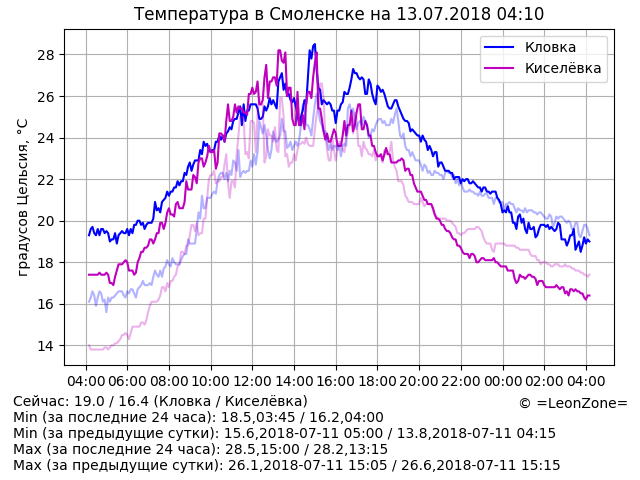 Температура в Смоленске на 13.07.2018 04:10
градусов Цельсия, °C
28
26
24
22
20
18
16
14
Кловка
Киселёвка
04:00 06:00 08:00 10:00 12:00 14:00 16:00 18:00 20:00 22:00 00:00 02:00 04:00
© =LeonZone=
Сейчас: 19.0 / 16.4 (Кловка / Киселёвка)
Min (за последние 24 часа): 18.5,03:45 / 16.2,04:00
Min (за предыдущие сутки): 15.6,2018-07-11 05:00 / 13.8,2018-07-11 04:15
Max (за последние 24 часа): 28.5,15:00 / 28.2,13:15
Max (за предыдущие сутки): 26.1,2018-07-11 15:05 / 26.6,2018-07-11 15:15